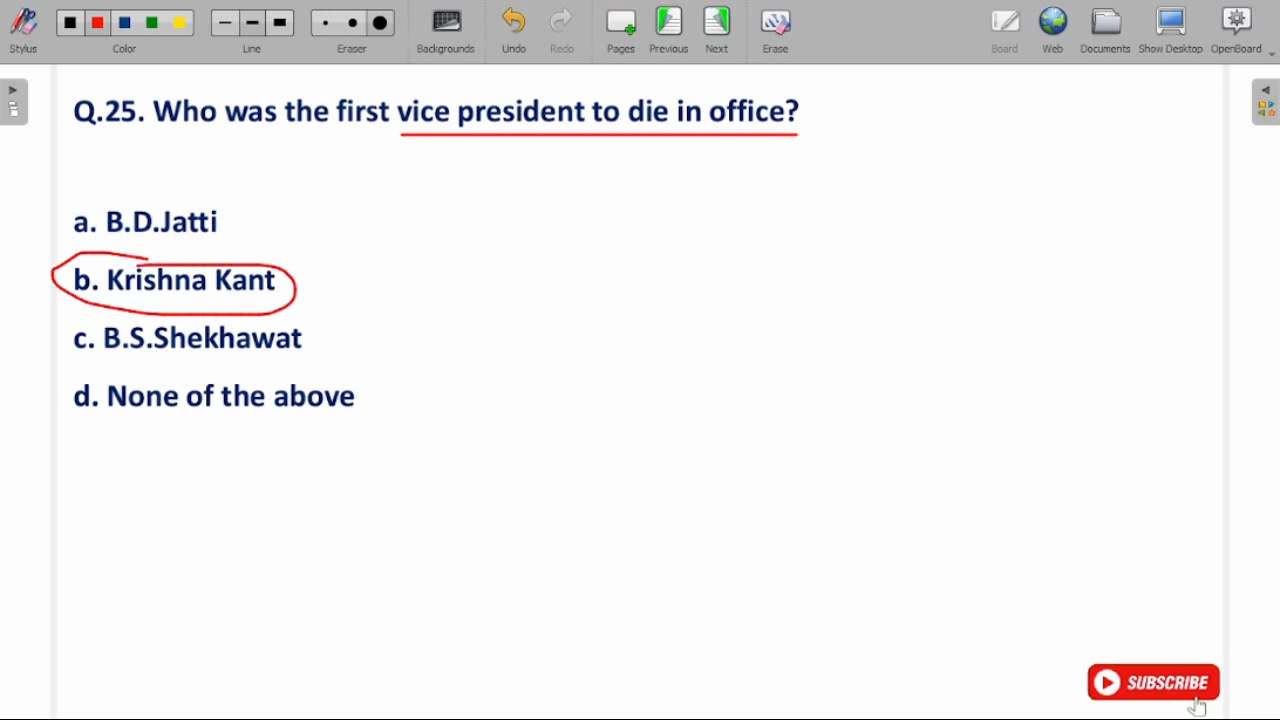 Stylus Color Line Eraser Backgrounds Undo Redo Pages Previous Next Erase Board Web Documents Show Desktop OpenBoard
Q.25. Who was the first vice president to die in office?
a. B.D.Jatti
b. Krishna Kant
c. B.S.Shekhawat
d. None of the above
SUBSCRIBE